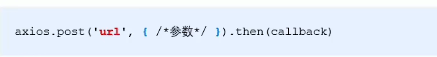 axios.post('url', { /*参数*/ }).then(callback)